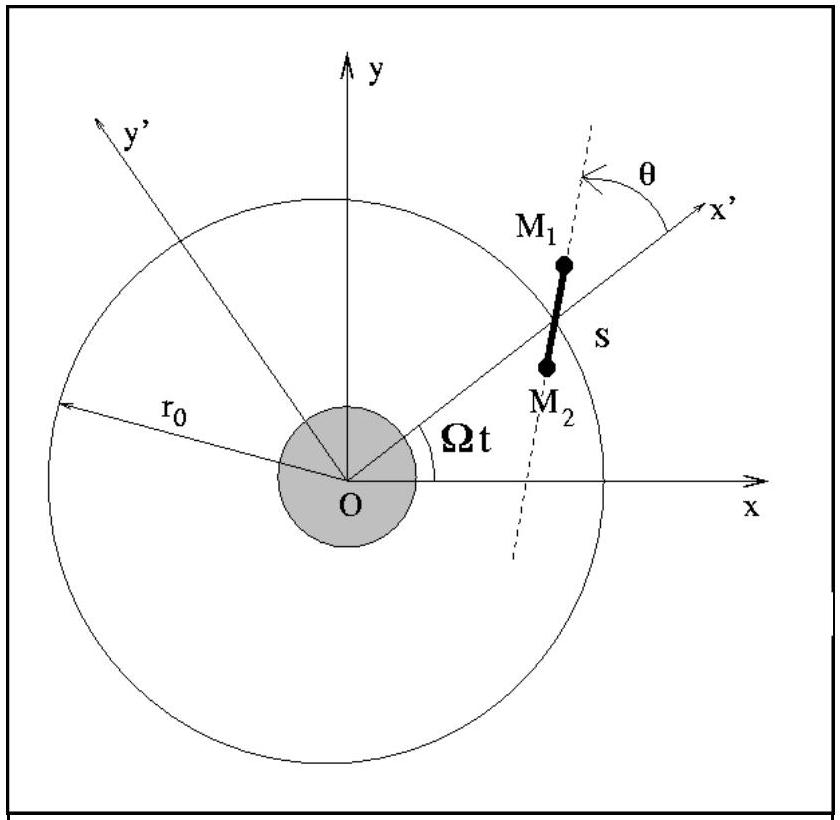 y
y'
θ
x'
M₁
s
r₀
M₂
Ωt
O
x